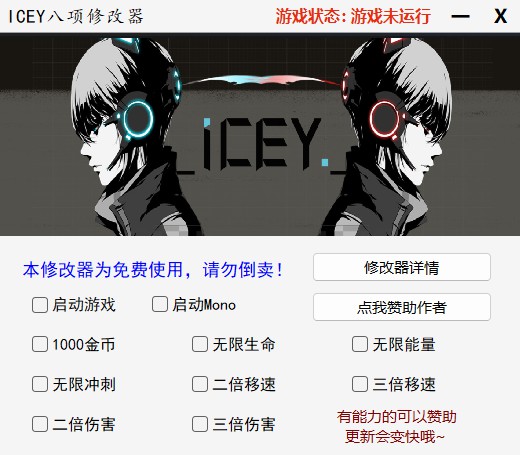 ICEY八项修改器
游戏状态:游戏未运行
X
_iCEY._
本修改器为免费使用，请勿倒卖！
修改器详情
启动游戏
启动Mono
点我赞助作者
1000金币
无限生命
无限能量
无限冲刺
二倍移速
三倍移速
二倍伤害
三倍伤害
有能力的可以赞助
更新会变快哦~